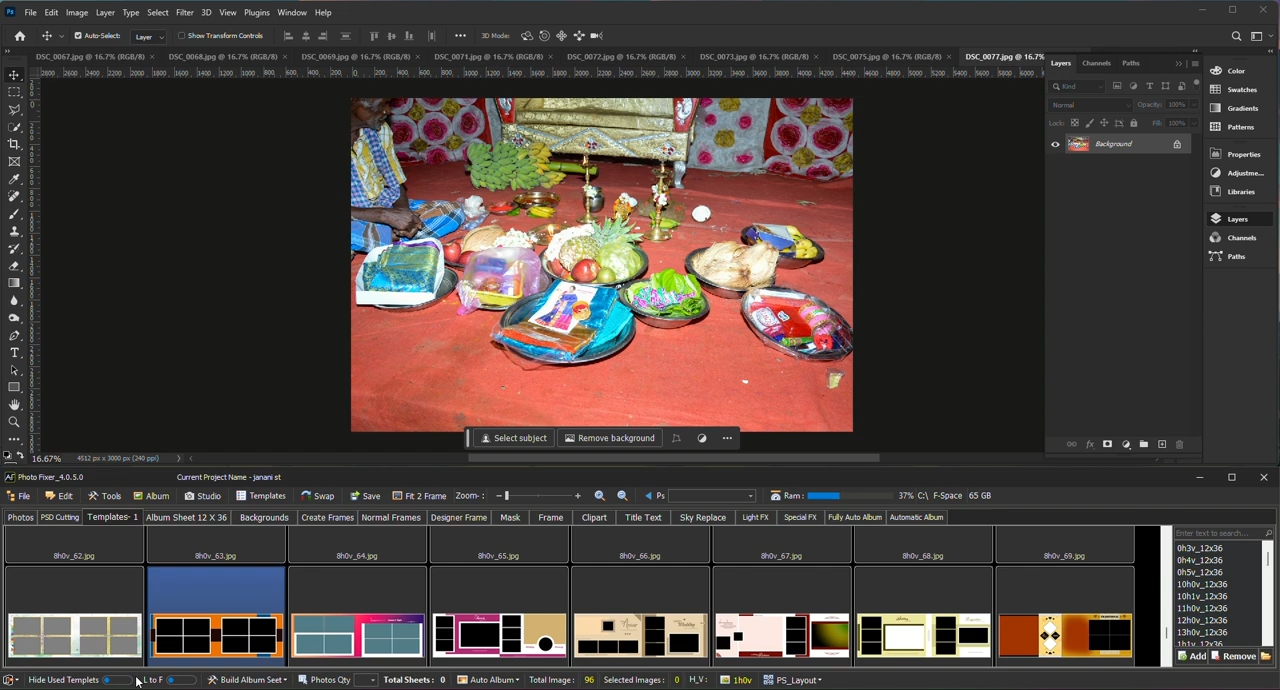 Ps File Edit Image Layer Type Select Filter 3D View Plugins Window Help
Auto-Select: Layer Show Transform Controls 3D Mode:
DSC_0067.jpg @ 16.7% (RGB/8) × DSC_0068.jpg @ 16.7% (RGB/8) × DSC_0069.jpg @ 16.7% (RGB/8) × DSC_0071.jpg @ 16.7% (RGB/8) × DSC_0072.jpg @ 16.7% (RGB/8) × DSC_0073.jpg @ 16.7% (RGB/8) × DSC_0075.jpg @ 16.7% (RGB/8) × DSC_0077.jpg @ 16.7%
Layers Channels Paths
Kind
Normal Opacity: 100%
Lock: Fill: 100%
Background
Color
Swatches
Gradients
Patterns
Properties
Adjustme...
Libraries
Layers
Channels
Paths
Select subject Remove background
16.67% 4512 px x 3000 px (240 ppi)
AF Photo Fixer_4.0.5.0 Current Project Name - janani st
File Edit Tools Album Studio Templates Swap Save Fit 2 Frame Zoom- : Ps Ram : 37% C:\ F-Space 65 GB
Photos PSD Cutting Templates- 1 Album Sheet 12 X 36 Backgrounds Create Frames Normal Frames Designer Frame Mask Frame Clipart Title Text Sky Replace Light FX Special FX Fully Auto Album Automatic Album
Enter text to search...
8h0v_62.jpg 8h0v_63.jpg 8h0v_64.jpg 8h0v_65.jpg 8h0v_66.jpg 8h0v_67.jpg 8h0v_68.jpg 8h0v_69.jpg
0h3v_12x36
0h4v_12x36
0h5v_12x36
10h0v_12x36
10h1v_12x36
11h0v_12x36
12h0v_12x36
13h0v_12x36
14h1v_12x36
Add Remove
Hide Used Templets L to F Build Album Seet Photos Qty Total Sheets : 0 Auto Album Total Image : 96 Selected Images : 0 H_V : 1h0v PS_Layout